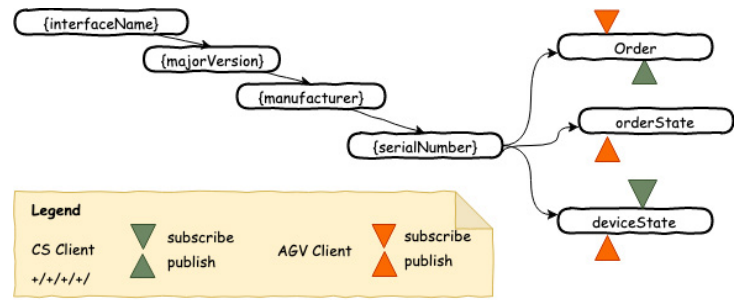 {interfaceName}
{majorVersion}
{manufacturer}
{serialNumber}
Order
orderState
deviceState
Legend
CS Client
+/+/+/+/
subscribe
publish
AGV Client
subscribe
publish